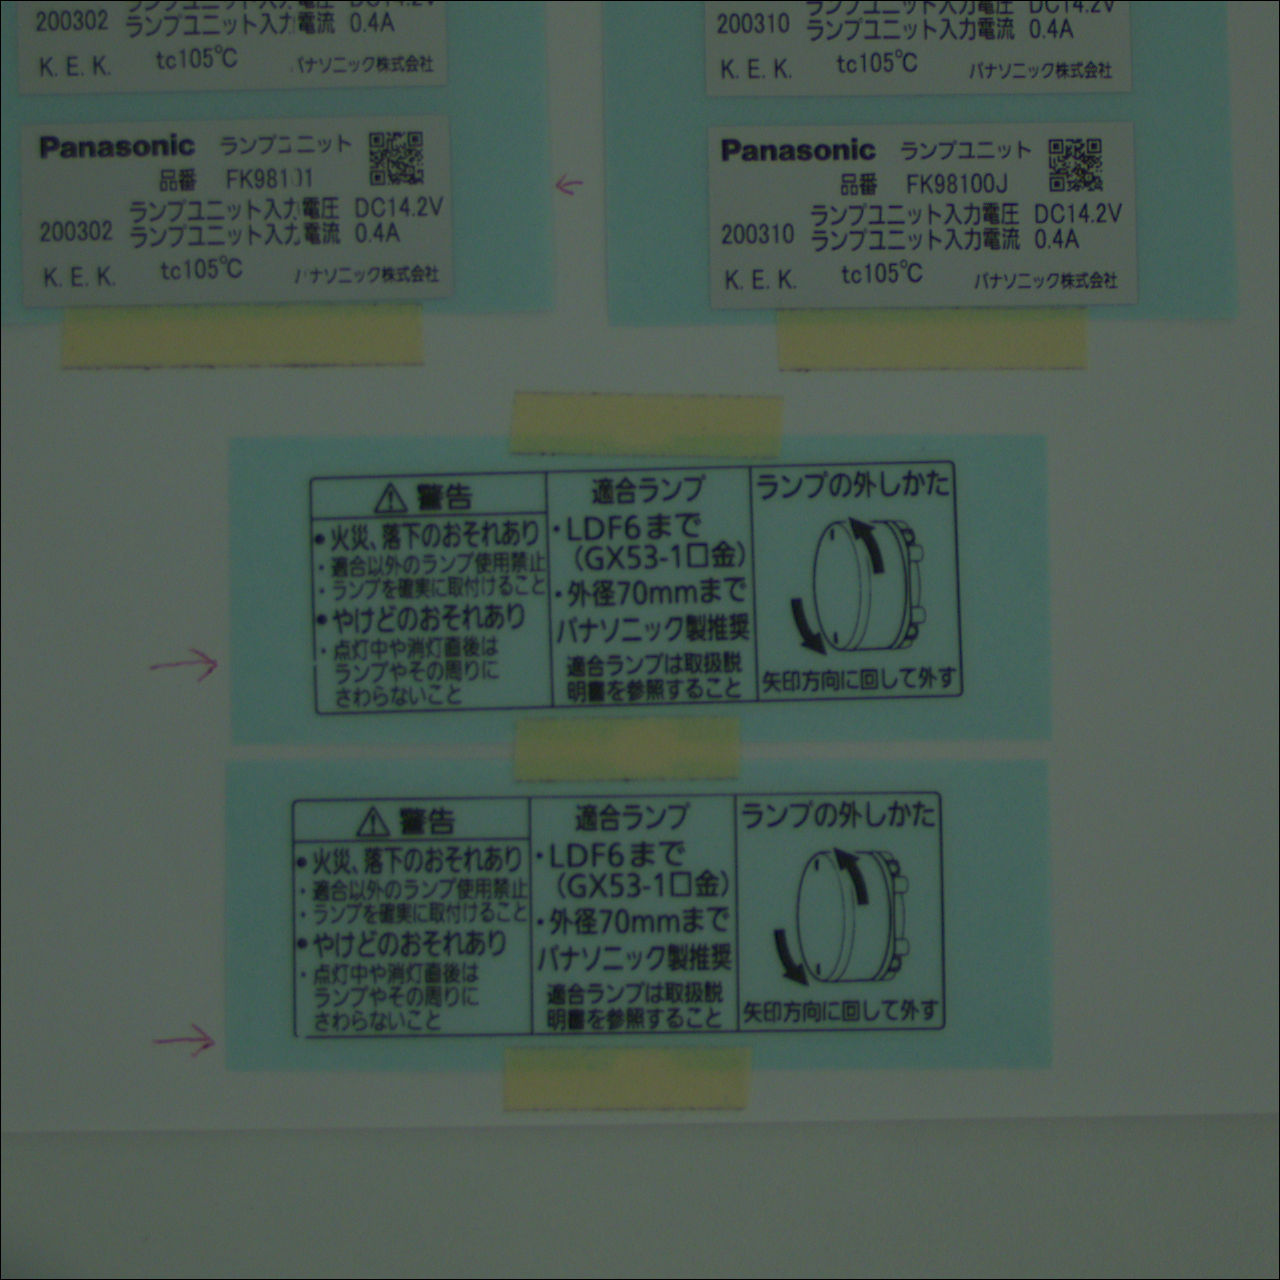 ランプユニット入力電圧 DC14.2V
200302 ランプユニット入力電流 0.4A
K. E. K. tc105℃ パナソニック株式会社
Panasonic ランプユニット
品番 FK98101
ランプユニット入力電圧 DC14.2V
200302 ランプユニット入力電流 0.4A
K. E. K. tc105℃ パナソニック株式会社
ランプユニット入力電圧 DC14.2V
200310 ランプユニット入力電流 0.4A
K. E. K. tc105℃ パナソニック株式会社
Panasonic ランプユニット
品番 FK98100J
ランプユニット入力電圧 DC14.2V
200310 ランプユニット入力電流 0.4A
K. E. K. tc105℃ パナソニック株式会社
⚠ 警告
●火災、落下のおそれあり
・適合以外のランプ使用禁止
・ランプを確実に取付けること
●やけどのおそれあり
・点灯中や消灯直後は
ランプやその周りに
さわらないこと
適合ランプ
・LDF6まで
(GX53-1口金)
・外径70mmまで
パナソニック製推奨
適合ランプは取扱説
明書を参照すること
ランプの外しかた
矢印方向に回して外す
⚠ 警告
●火災、落下のおそれあり
・適合以外のランプ使用禁止
・ランプを確実に取付けること
●やけどのおそれあり
・点灯中や消灯直後は
ランプやその周りに
さわらないこと
適合ランプ
・LDF6まで
(GX53-1口金)
・外径70mmまで
パナソニック製推奨
適合ランプは取扱説
明書を参照すること
ランプの外しかた
矢印方向に回して外す